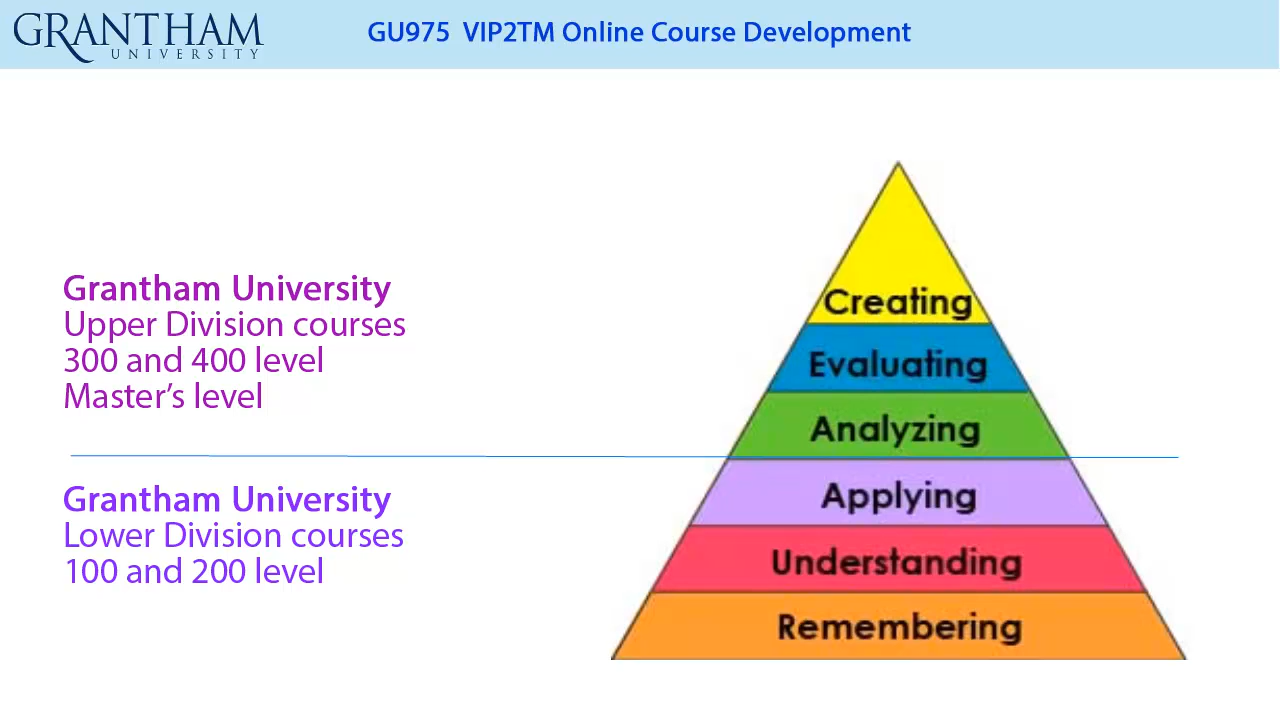 GRANTHAM
UNIVERSITY
GU975 VIP2TM Online Course Development
Grantham University
Upper Division courses
300 and 400 level
Master's level
Grantham University
Lower Division courses
100 and 200 level
Creating
Evaluating
Analyzing
Applying
Understanding
Remembering